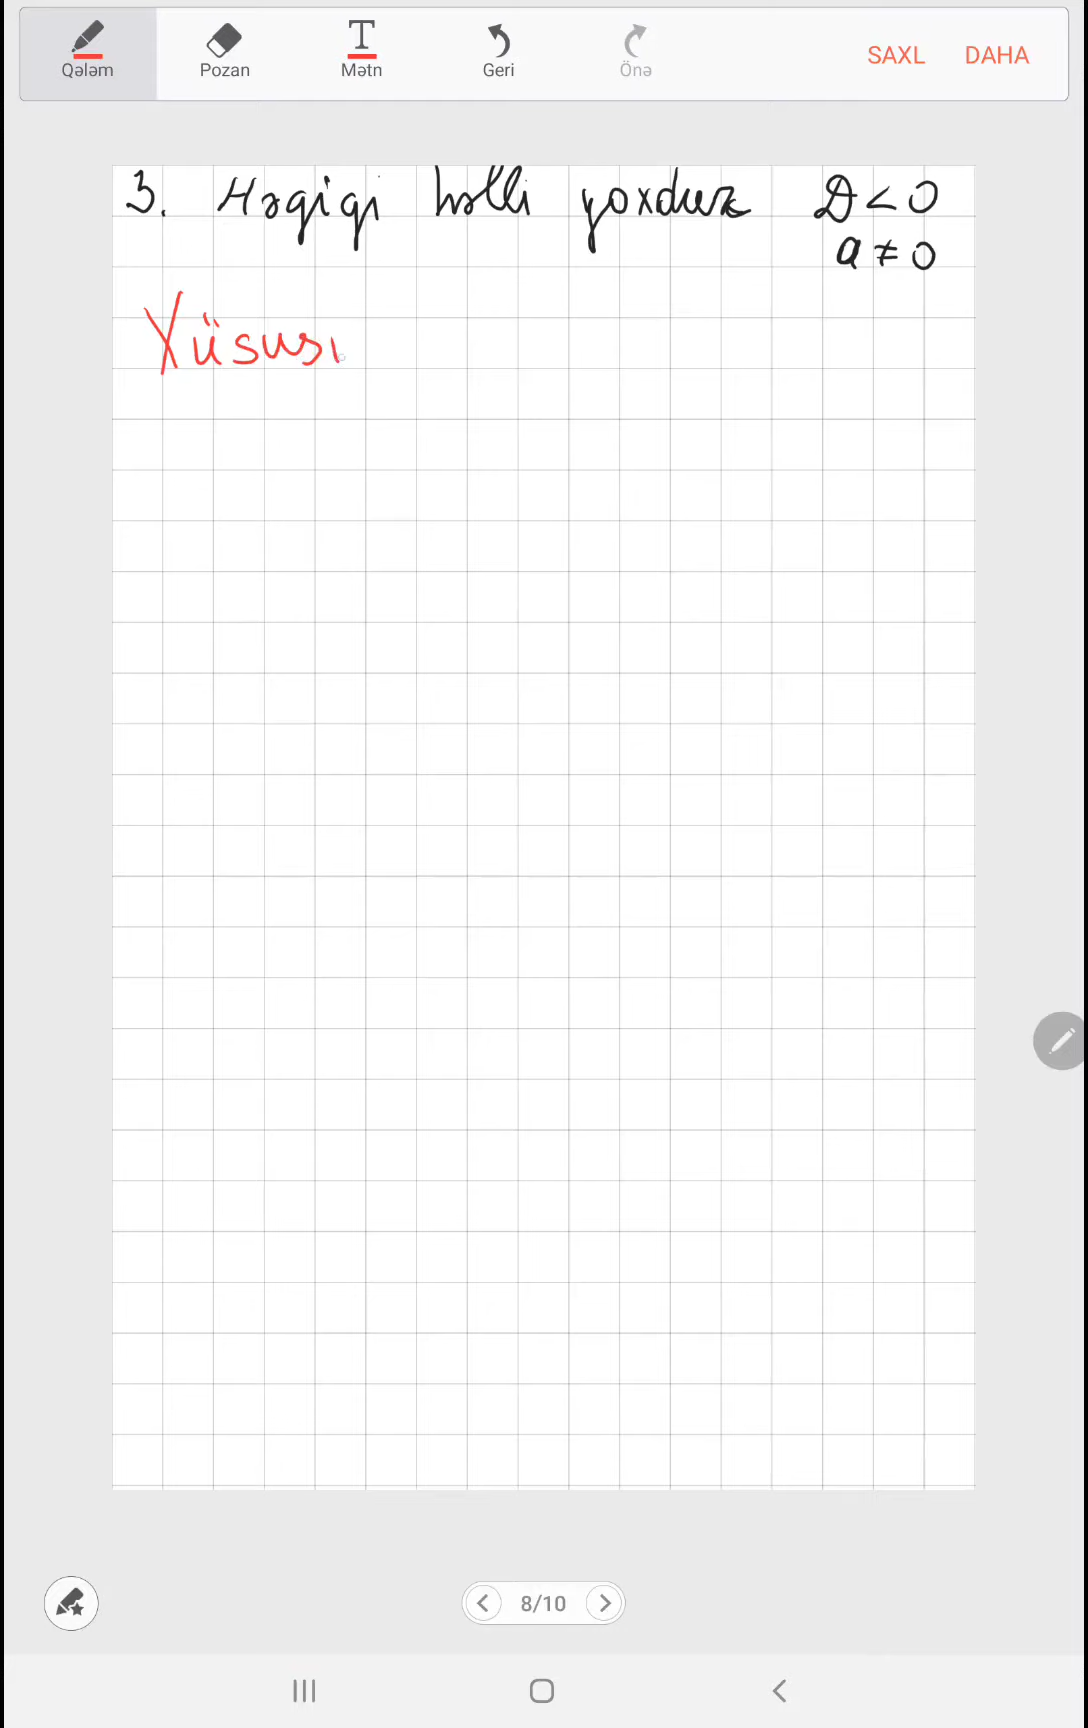 Qələm Pozan Mətn Geri Önə SAXL DAHA
3. Həqiqi həlli yoxdur D < 0
a ≠ 0
Xüsusi
8/10